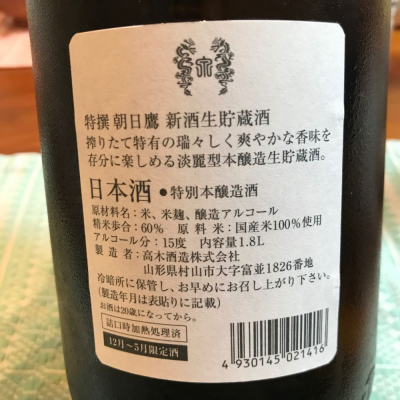 特撰 朝日鷹 新酒生貯蔵酒
搾りたて特有の瑞々しく爽やかな香味を
存分に楽しめる淡麗型本醸造生貯蔵酒。
日本酒●特別本醸造酒
原材料名：米、米麹、醸造アルコール
精米歩合：60％ 原料米：国産米100％使用
アルコール分：15度 内容量1.8L
製造者：高木酒造株式会社
山形県村山市大字富並1826番地
冷暗所に保管し、お早めにお召し上がり下さい。
（製造年月は表貼りに記載）
お酒は20歳になってから。
詰口時加熱処理済
12月～5月限定酒
4930145021416